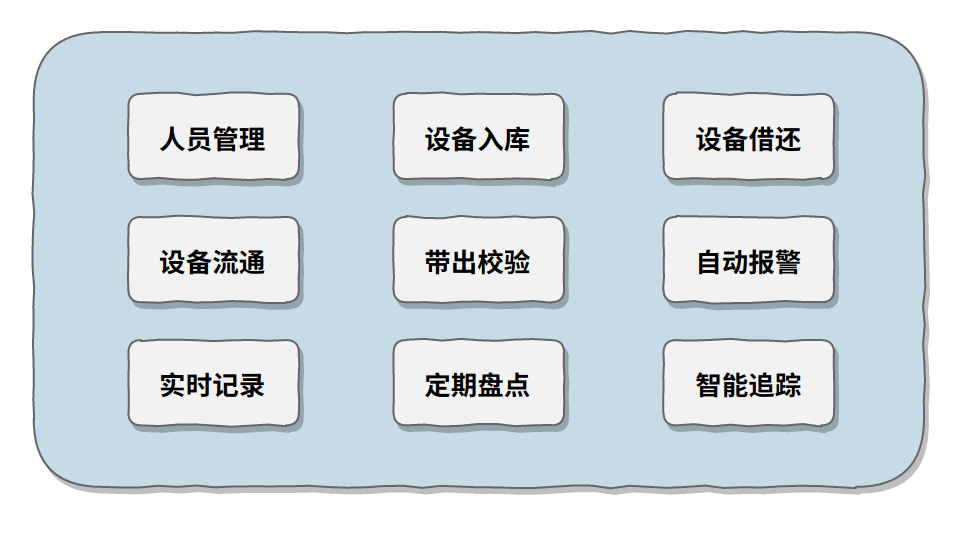 人员管理
设备入库
设备借还
设备流通
带出校验
自动报警
实时记录
定期盘点
智能追踪